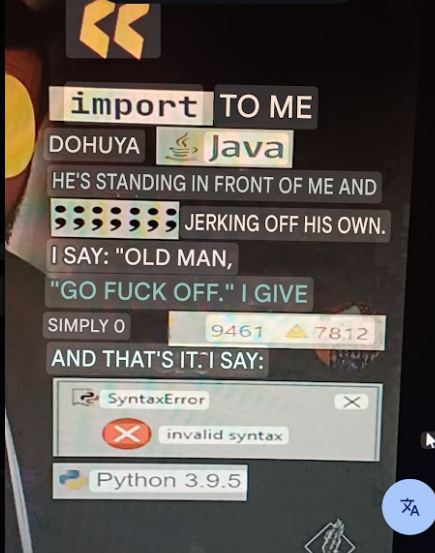 import TO ME
DOHUYA Java
HE'S STANDING IN FRONT OF ME AND
;;;;;;; JERKING OFF HIS OWN.
I SAY: "OLD MAN,
"GO FUCK OFF." I GIVE
SIMPLY 0 9461 7812
AND THAT'S IT. I SAY:
SyntaxError
invalid syntax
Python 3.9.5